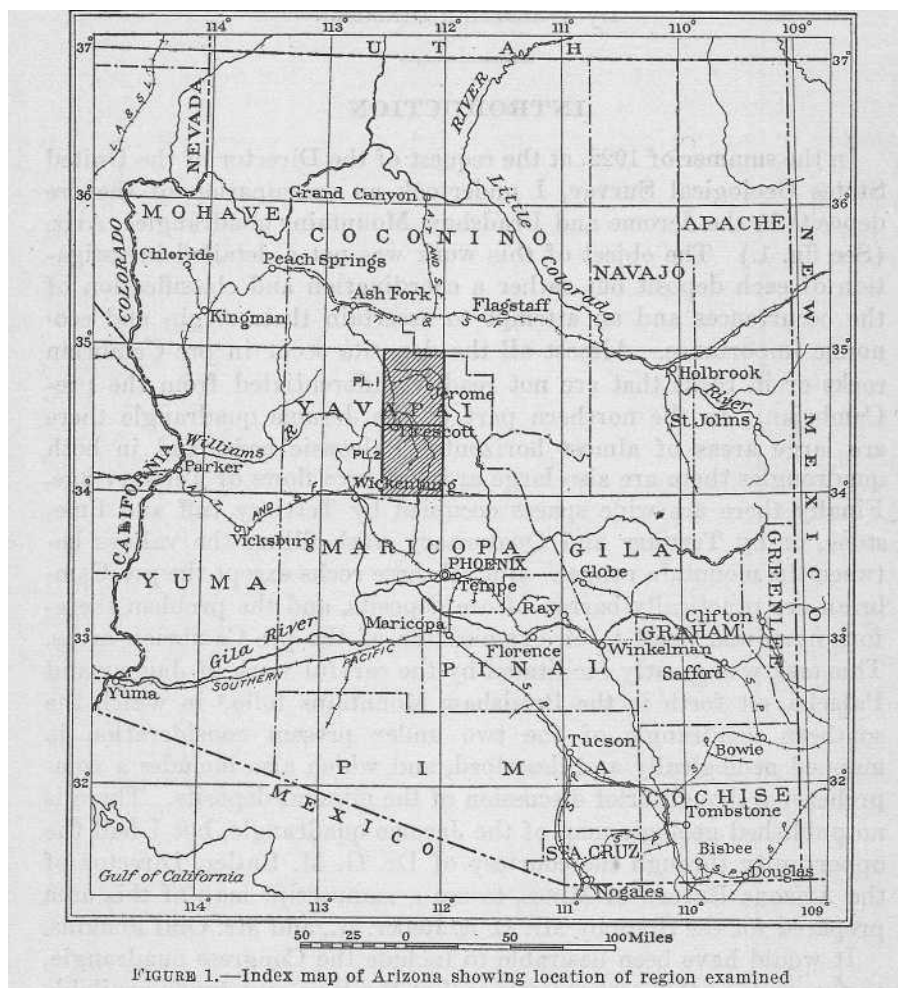 114°
113°
112°
111°
110°
109°
37°
U T A H
37°
NEVADA
RIVER
36°
Grand Canyon
Little
36°
MOHAVE
COCONINO
APACHE
NEW MEXICO
COLORADO
Chloride
Peach Springs
NAVAJO
Colorado
Ash Fork
Flagstaff
Kingman
35°
35°
Holbrook
Pl. 1
Jerome
River
YAVAPAI
St. Johns
Prescott
Williams R.
Pl. 2
Parker
CALIFORNIA
Wickenburg
34°
34°
AND
Vicksburg
MARICOPA
GILA
GREENLEE
YUMA
PHOENIX
Globe
Tempe
Ray
Clifton
33°
Maricopa
GRAHAM
33°
Gila River
Florence
Winkelman
SOUTHERN PACIFIC
PINAL
Safford
Yuma
Tucson
Bowie
32°
PIMA
32°
COCHISE
MEXICO
Tombstone
STA. CRUZ
Bisbee
Gulf of California
Douglas
Nogales
114°
113°
112°
111°
110°
109°
50 25 0 50 100 Miles
FIGURE 1.—Index map of Arizona showing location of region examined